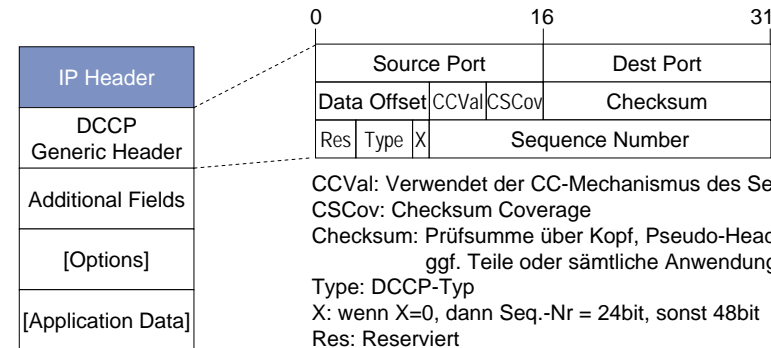 0 16 31
IP Header
DCCP
Generic Header
Additional Fields
[Options]
[Application Data]
Source Port Dest Port
Data Offset CCVal CSCov Checksum
Res Type X Sequence Number
CCVal: Verwendet der CC-Mechanismus des
CSCov: Checksum Coverage
Checksum: Prüfsumme über Kopf,
ggf. Teile oder sämtliche
Type: DCCP-Typ
X: wenn X=0, dann Seq.-Nr = 24bit, sonst 48bit
Res: Reserviert